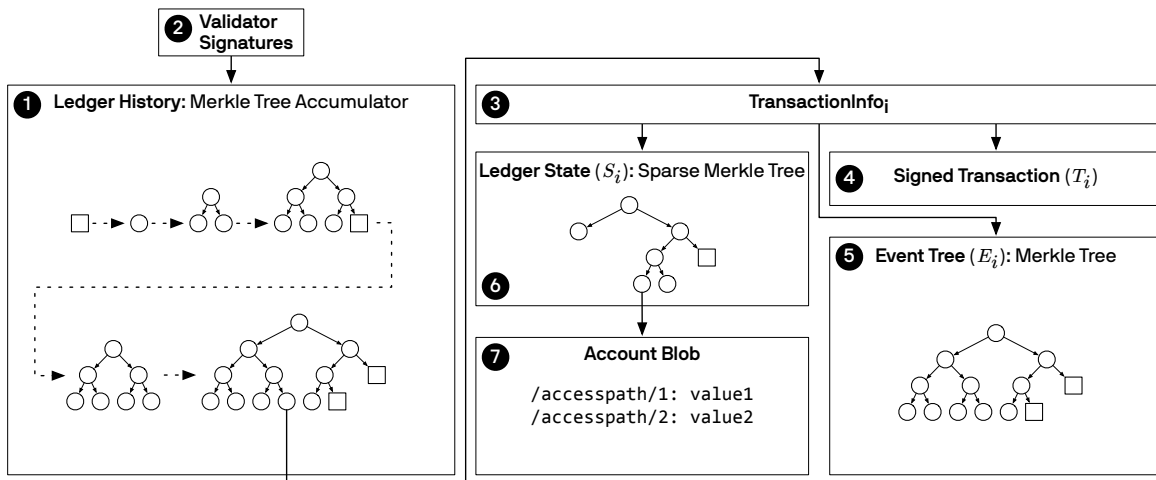 2 Validator
Signatures
1 Ledger History: Merkle Tree Accumulator
3 TransactionInfoi
Ledger State (Si): Sparse Merkle Tree
6
4 Signed Transaction (Ti)
5 Event Tree (Ei): Merkle Tree
7 Account Blob
/accesspath/1: value1
/accesspath/2: value2